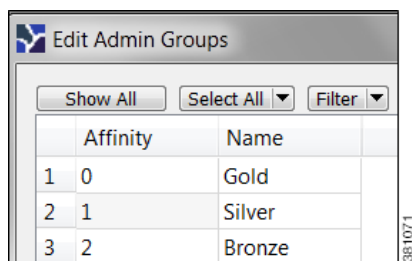 Edit Admin Groups
Show All Select All Filter
Affinity Name
1 0 Gold
2 1 Silver
3 2 Bronze
381071